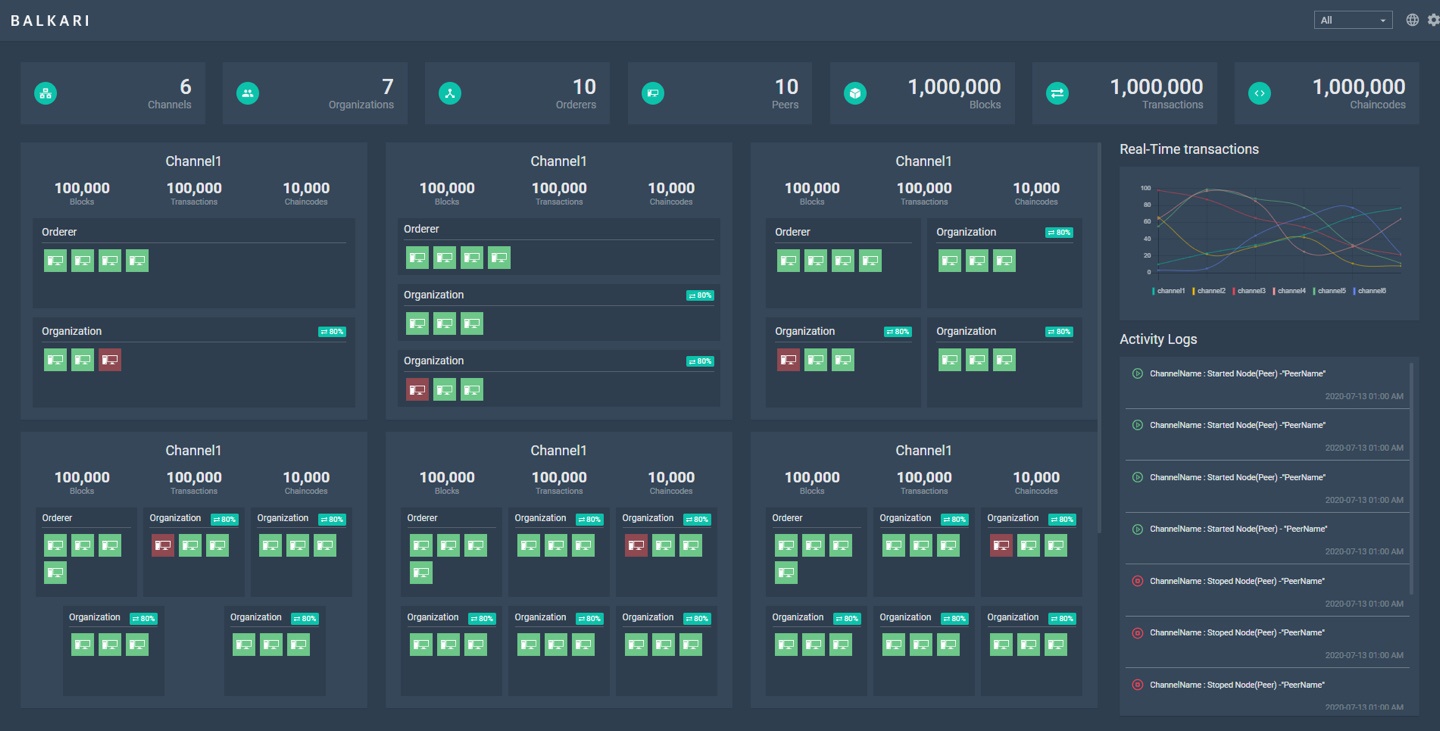 BALKARI
All
6
Channels
7
Organizations
10
Orderers
10
Peers
1,000,000
Blocks
1,000,000
Transactions
1,000,000
Chaincodes
Channel1
100,000 100,000 10,000
Blocks Transactions Chaincodes
Orderer
Organization 80%
Channel1
100,000 100,000 10,000
Blocks Transactions Chaincodes
Orderer
Organization 80%
Organization 80%
Channel1
100,000 100,000 10,000
Blocks Transactions Chaincodes
Orderer Organization 80%
Organization 80% Organization 80%
Channel1
100,000 100,000 10,000
Blocks Transactions Chaincodes
Orderer Organization 80% Organization 80%
Organization 80% Organization 80%
Channel1
100,000 100,000 10,000
Blocks Transactions Chaincodes
Orderer Organization 80% Organization 80%
Organization 80% Organization 80% Organization 80%
Channel1
100,000 100,000 10,000
Blocks Transactions Chaincodes
Orderer Organization 80% Organization 80%
Organization 80% Organization 80% Organization 80%
Real-Time transactions
100
80
60
40
20
0
channel1 channel2 channel3 channel4 channel5 channel6
Activity Logs
ChannelName : Started Node(Peer) -"PeerName"
2020-07-13 01:00 AM
ChannelName : Started Node(Peer) -"PeerName"
2020-07-13 01:00 AM
ChannelName : Started Node(Peer) -"PeerName"
2020-07-13 01:00 AM
ChannelName : Started Node(Peer) - "PeerName"
2020-07-13 01:00 AM
ChannelName : Stoped Node(Peer) -"PeerName"
2020-07-13 01:00 AM
ChannelName : Stoped Node(Peer) -"PeerName"
2020-07-13 01:00 AM
ChannelName : Stoped Node(Peer) -"PeerName"
2020-07-13 01:00 AM